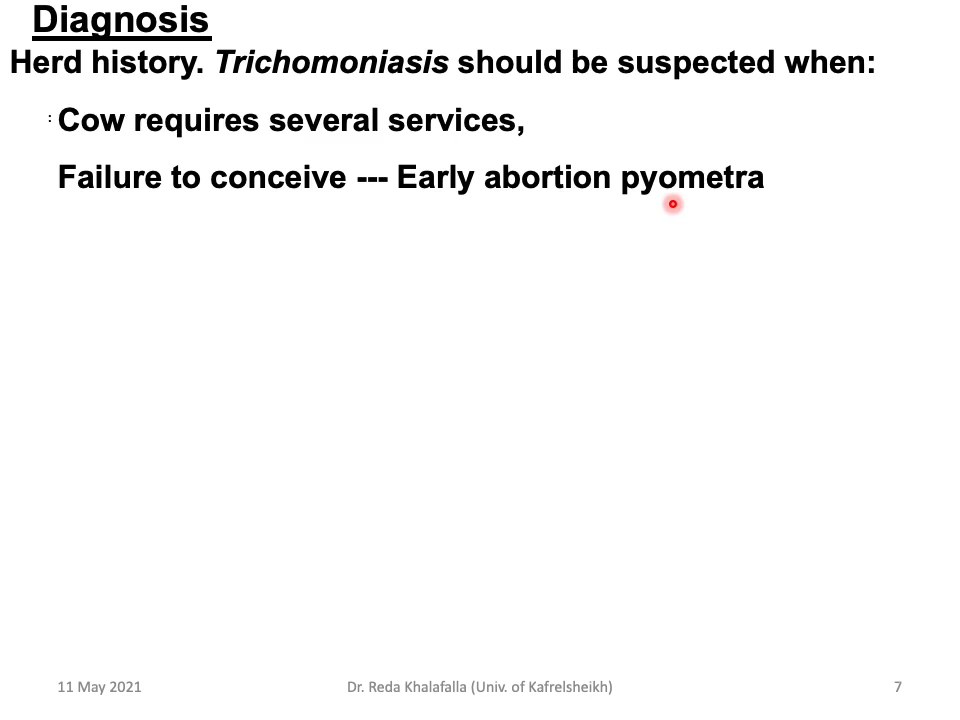 Diagnosis
Herd history. Trichomoniasis should be suspected when:
: Cow requires several services,
Failure to conceive --- Early abortion pyometra
11 May 2021
Dr. Reda Khalafalla (Univ. of Kafrelsheikh)
7